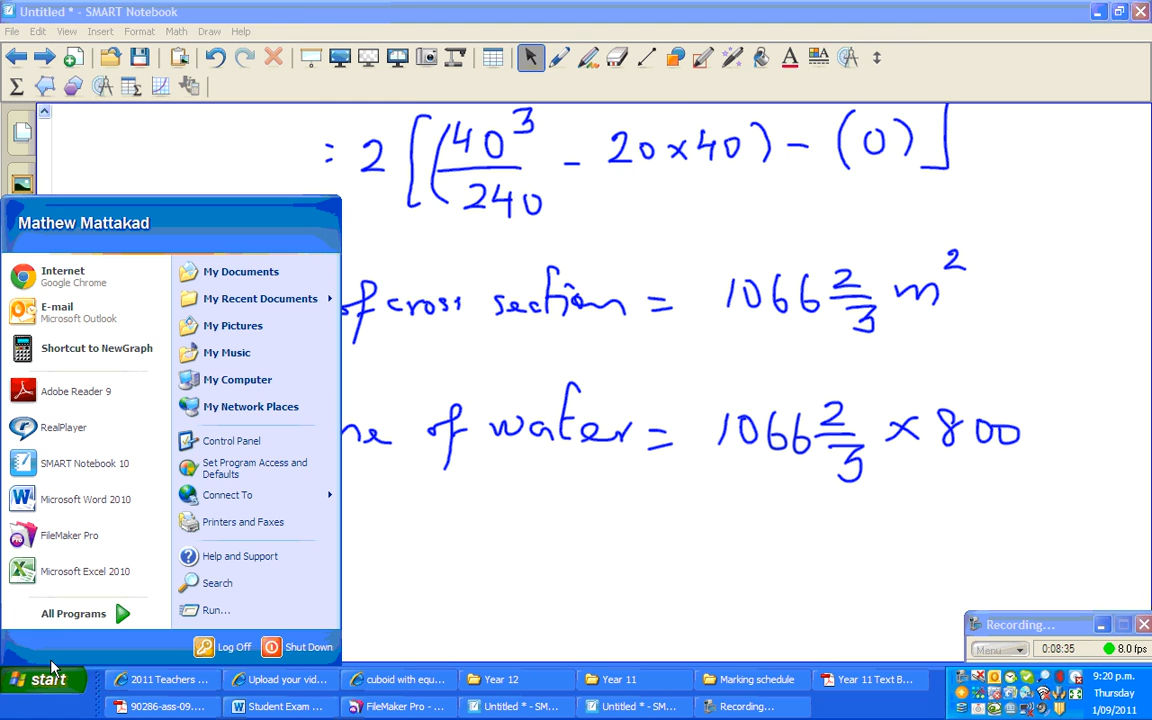 Untitled * - SMART Notebook
File Edit View Insert Format Math Draw Help
= 2 [(40³/240 - 20×40) - (0)]
of cross section = 1066 2/3 m²
me of water = 1066 2/3 × 800
Mathew Mattakad
Internet
Google Chrome
E-mail
Microsoft Outlook
Shortcut to NewGraph
Adobe Reader 9
RealPlayer
SMART Notebook 10
Microsoft Word 2010
FileMaker Pro
Microsoft Excel 2010
All Programs
My Documents
My Recent Documents
My Pictures
My Music
My Computer
My Network Places
Control Panel
Set Program Access and
Defaults
Connect To
Printers and Faxes
Help and Support
Search
Run...
Log Off Shut Down
Recording...
Menu 0:08:35 8.0 fps
start
2011 Teachers ... Upload your vid... cuboid with equ... Year 12 Year 11 Marking schedule Year 11 Text B...
90286-ass-09.... Student Exam ... FileMaker Pro - ... Untitled * - SM... Untitled * - SM... Recording...
9:20 p.m.
Thursday
1/09/2011